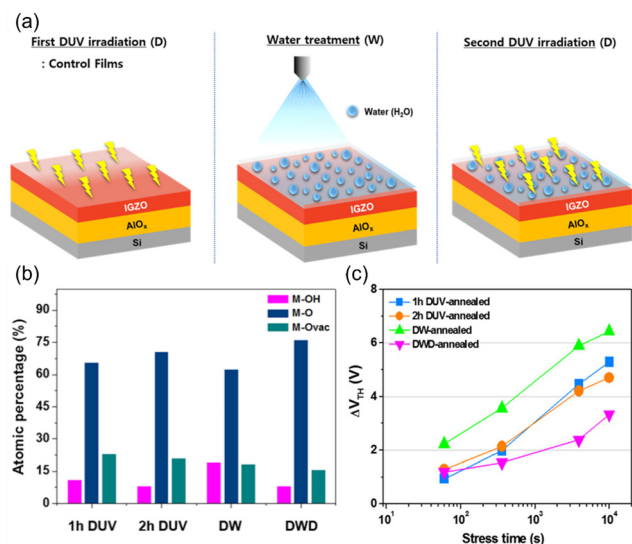 (a)
First DUV irradiation (D)
: Control Films
Water treatment (W)
Second DUV irradiation (D)
Water (H₂O)
IGZO
AlOₓ
Si
IGZO
AlOₓ
Si
IGZO
AlOₓ
Si
(b)
Atomic percentage (%)
90
75
60
45
30
15
0
M-OH
M-O
M-Ovac
1h DUV
2h DUV
DW
DWD
(c)
ΔV_TH (V)
8
6
4
2
0
1h DUV-annealed
2h DUV-annealed
DW-annealed
DWD-annealed
10¹
10²
10³
10⁴
Stress time (s)